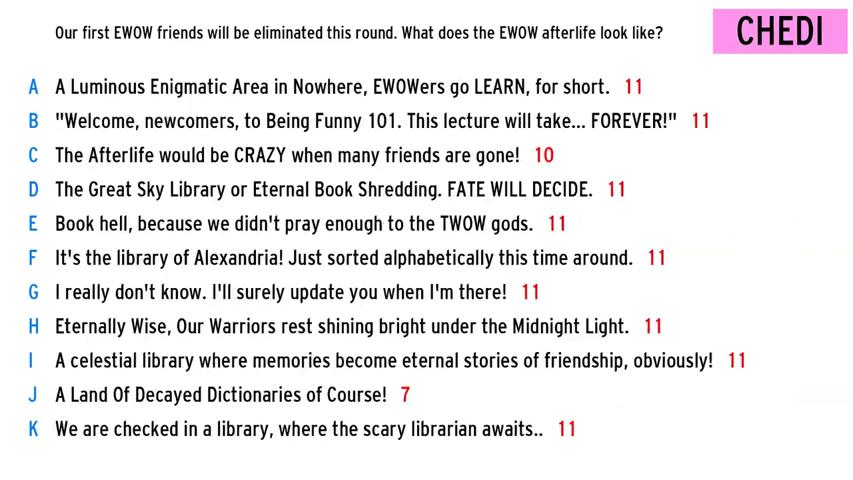 Our first EWOW friends will be eliminated this round. What does the EWOW afterlife look like?
CHEDI
A A Luminous Enigmatic Area in Nowhere, EWOWers go LEARN, for short. 11
B "Welcome, newcomers, to Being Funny 101. This lecture will take... FOREVER!" 11
C The Afterlife would be CRAZY when many friends are gone! 10
D The Great Sky Library or Eternal Book Shredding. FATE WILL DECIDE. 11
E Book hell, because we didn't pray enough to the TWOW gods. 11
F It's the library of Alexandria! Just sorted alphabetically this time around. 11
G I really don't know. I'll surely update you when I'm there! 11
H Eternally Wise, Our Warriors rest shining bright under the Midnight Light. 11
I A celestial library where memories become eternal stories of friendship, obviously! 11
J A Land Of Decayed Dictionaries of Course! 7
K We are checked in a library, where the scary librarian awaits.. 11